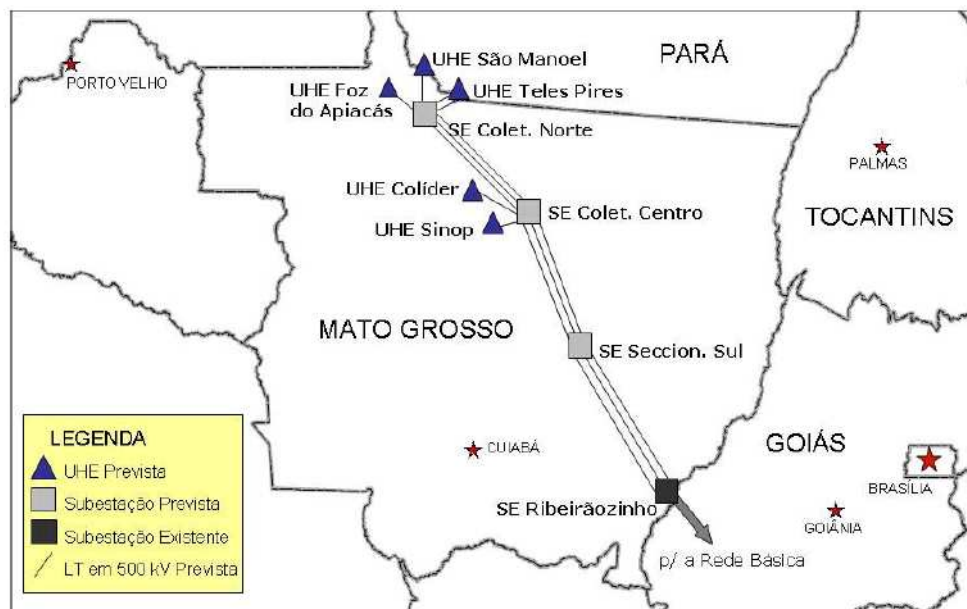 PARÁ
UHE São Manoel
PORTO VELHO
UHE Foz
do Apiacás
UHE Teles Pires
SE Colet. Norte
PALMAS
UHE Colíder
SE Colet. Centro
TOCANTINS
UHE Sinop
MATO GROSSO
SE Seccion. Sul
LEGENDA
UHE Prevista
Subestação Prevista
Subestação Existente
LT em 500 kV Prevista
CUIABÁ
GOIÁS
BRASÍLIA
SE Ribeirãozinho
GOIÂNIA
p/ a Rede Básica